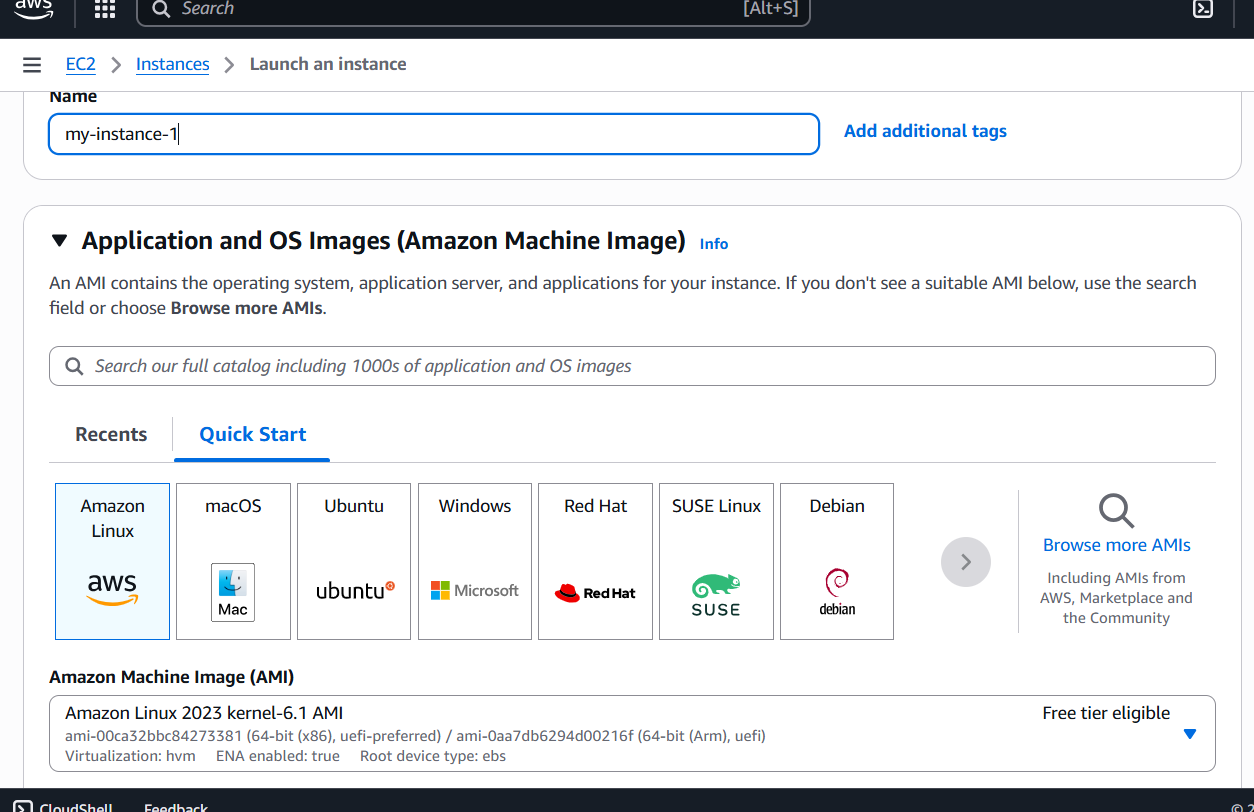 aws
Search [Alt+S]
EC2 Instances Launch an instance
Name
my-instance-1 Add additional tags
Application and OS Images (Amazon Machine Image) Info
An AMI contains the operating system, application server, and applications for your instance. If you don't see a suitable AMI below, use the search
field or choose Browse more AMIs.
Search our full catalog including 1000s of application and OS images
Recents Quick Start
Amazon
Linux
aws
macOS
Mac
Ubuntu
ubuntu
Windows
Microsoft
Red Hat
Red Hat
SUSE Linux
SUSE
Debian
debian
Browse more AMIs
Including AMIs from
AWS, Marketplace and
the Community
Amazon Machine Image (AMI)
Amazon Linux 2023 kernel-6.1 AMI Free tier eligible
ami-00ca32bbc84273381 (64-bit (x86), uefi-preferred) / ami-0aa7db6294d00216f (64-bit (Arm), uefi)
Virtualization: hvm ENA enabled: true Root device type: ebs
CloudShell Feedback